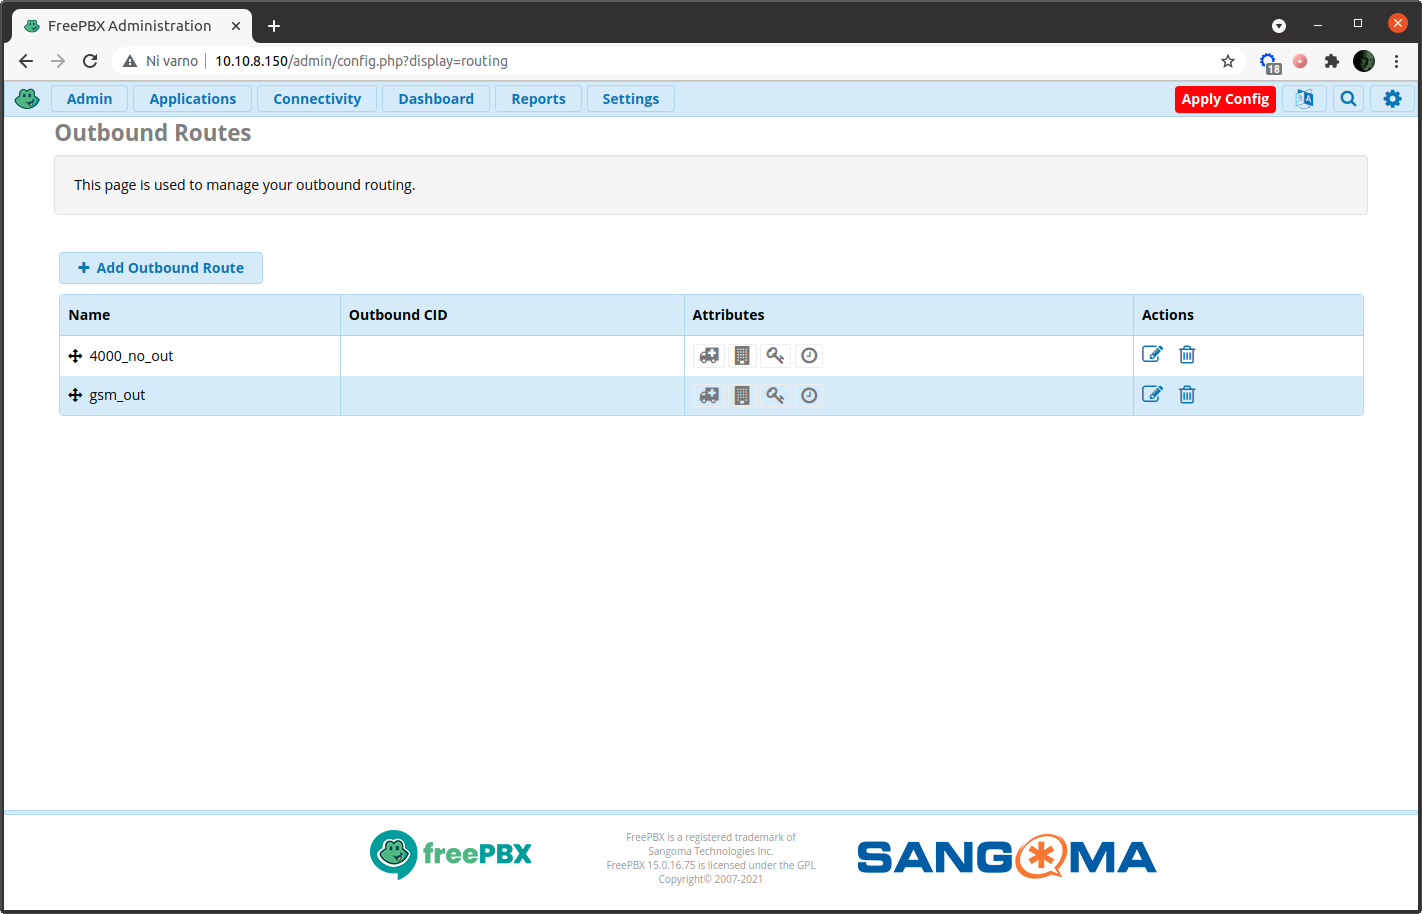 FreePBX Administration
Ni varno 10.10.8.150/admin/config.php?display=routing
18
Admin Applications Connectivity Dashboard Reports Settings Apply Config
Outbound Routes
This page is used to manage your outbound routing.
Add Outbound Route
Name Outbound CID Attributes Actions
4000_no_out
gsm_out
freePBX
FreePBX is a registered trademark of
Sangoma Technologies Inc.
FreePBX 15.0.16.75 is licensed under the GPL
Copyright© 2007-2021
SANGOMA